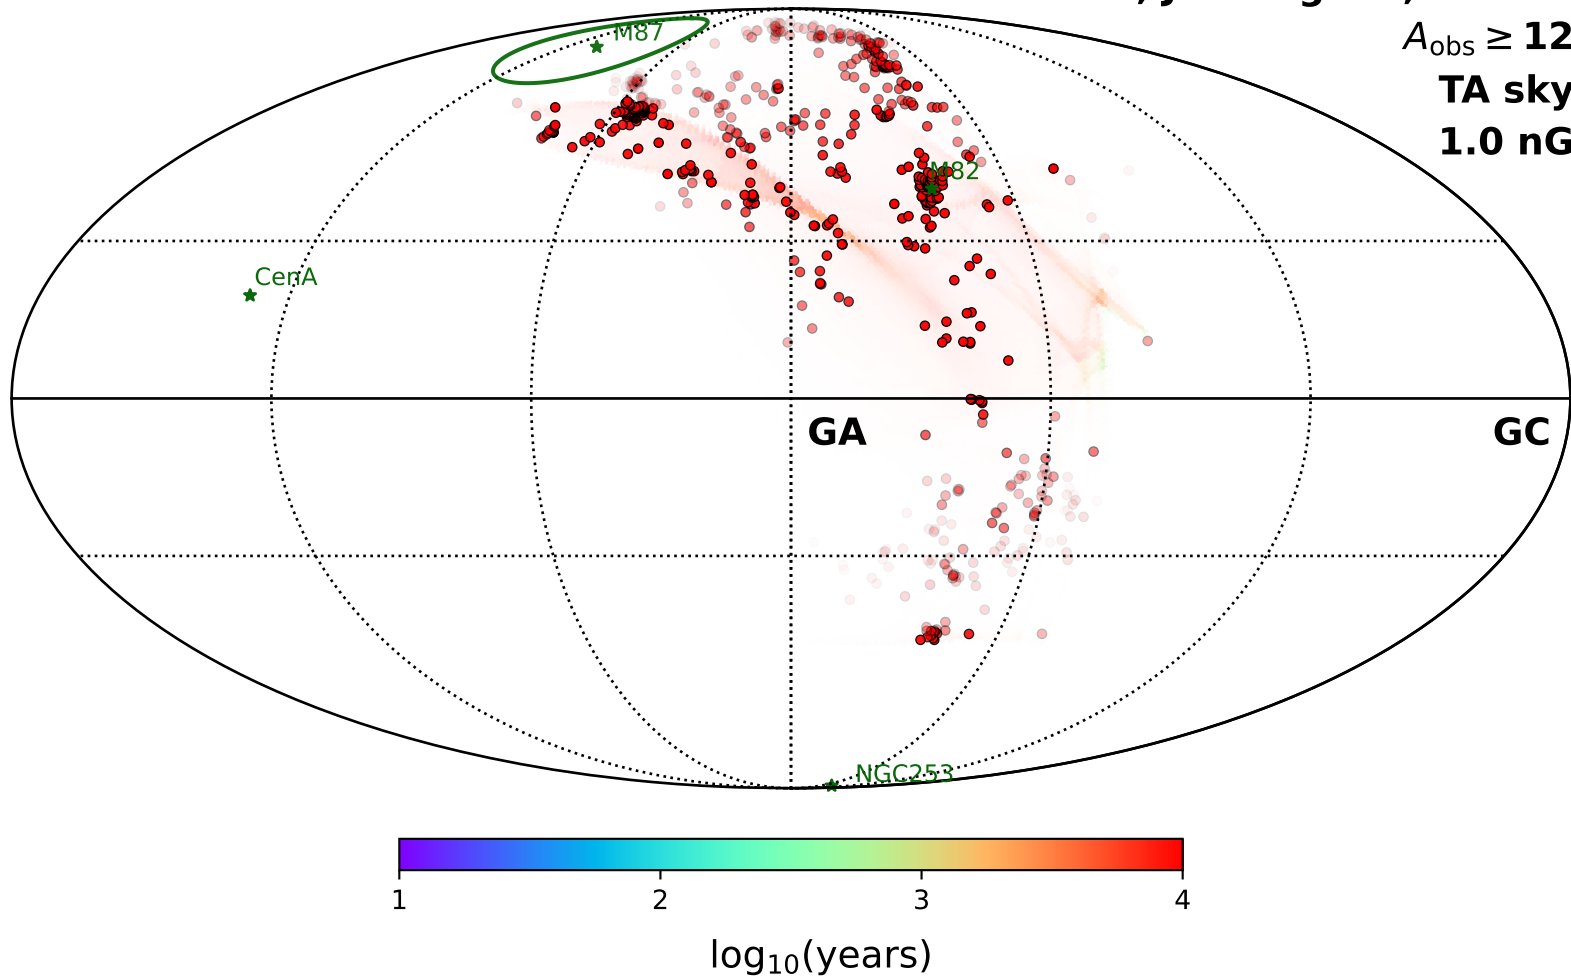 A_obs ≥ 12
TA sky
M87
1.0 nG
M82
CenA
GA
GC
NGC253
1
2
3
4
log₁₀(years)